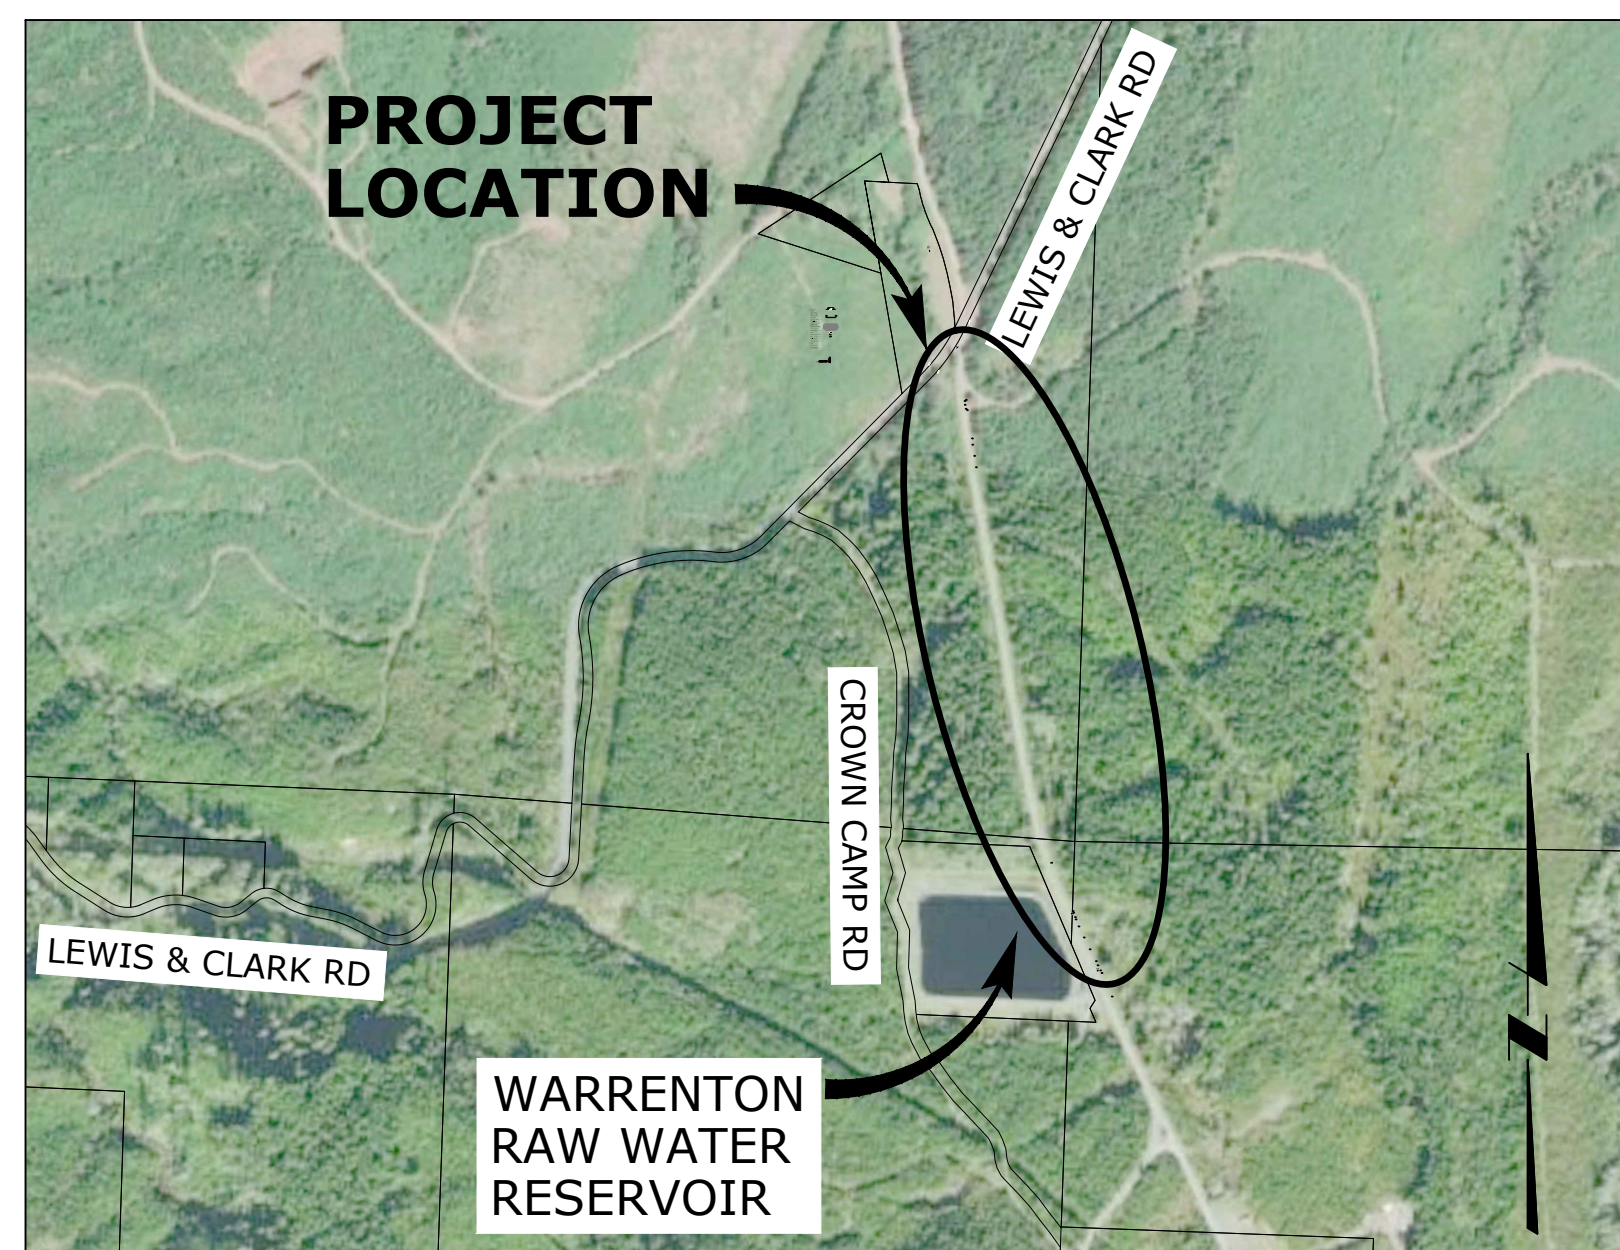 PROJECT
LOCATION
LEWIS & CLARK RD
CROWN CAMP RD
LEWIS & CLARK RD
WARRENTON
RAW WATER
RESERVOIR
N